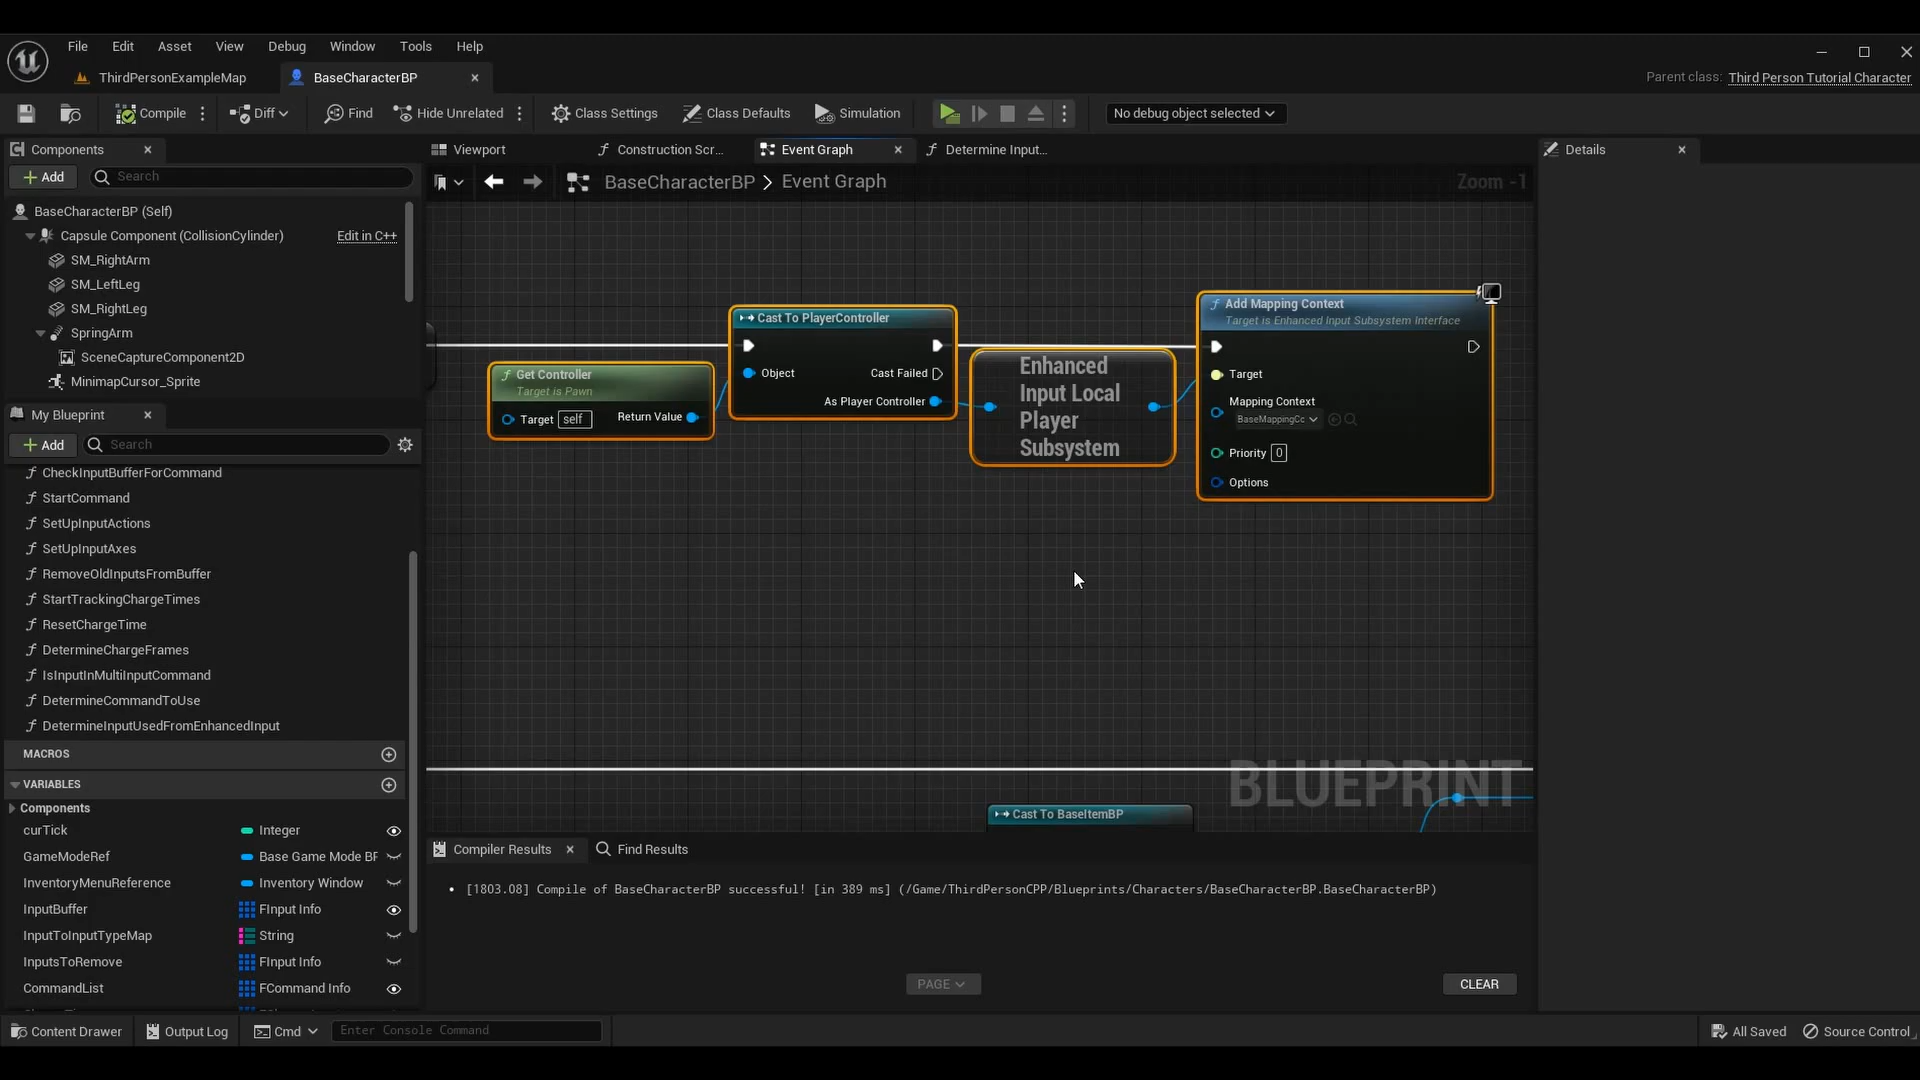 File Edit Asset View Debug Window Tools Help
ThirdPersonExampleMap
BaseCharacterBP
Parent class: Third Person Tutorial Character
Compile
Diff
Find
Hide Unrelated
Class Settings
Class Defaults
Simulation
No debug object selected
Components
Viewport
Construction Scr...
Event Graph
Determine Input...
Details
Add
Search
BaseCharacterBP > Event Graph
Zoom -1
BaseCharacterBP (Self)
Capsule Component (CollisionCylinder)
Edit in C++
SM_RightArm
SM_LeftLeg
SM_RightLeg
SpringArm
SceneCaptureComponent2D
MinimapCursor_Sprite
My Blueprint
Add
Search
CheckInputBufferForCommand
StartCommand
SetUpInputActions
SetUpInputAxes
RemoveOldInputsFromBuffer
StartTrackingChargeTimes
ResetChargeTime
DetermineChargeFrames
IsInputInMultiInputCommand
DetermineCommandToUse
DetermineInputUsedFromEnhancedInput
MACROS
VARIABLES
Components
curTick Integer
GameModeRef Base Game Mode BP
InventoryMenuReference Inventory Window
InputBuffer FInput Info
InputToInputTypeMap String
InputsToRemove FInput Info
CommandList FCommand Info
Get Controller
Target is Pawn
Target self Return Value
Cast To PlayerController
Object Cast Failed
As Player Controller
Enhanced
Input Local
Player
Subsystem
Add Mapping Context
Target is Enhanced Input Subsystem Interface
Target
Mapping Context
BaseMappingCc
Priority 0
Options
BLUEPRINT
Cast To BaseItemBP
Compiler Results
Find Results
[1803.08] Compile of BaseCharacterBP successful! [in 389 ms] (/Game/ThirdPersonCPP/Blueprints/Characters/BaseCharacterBP.BaseCharacterBP)
PAGE
CLEAR
Content Drawer
Output Log
Cmd
Enter Console Command
All Saved
Source Control